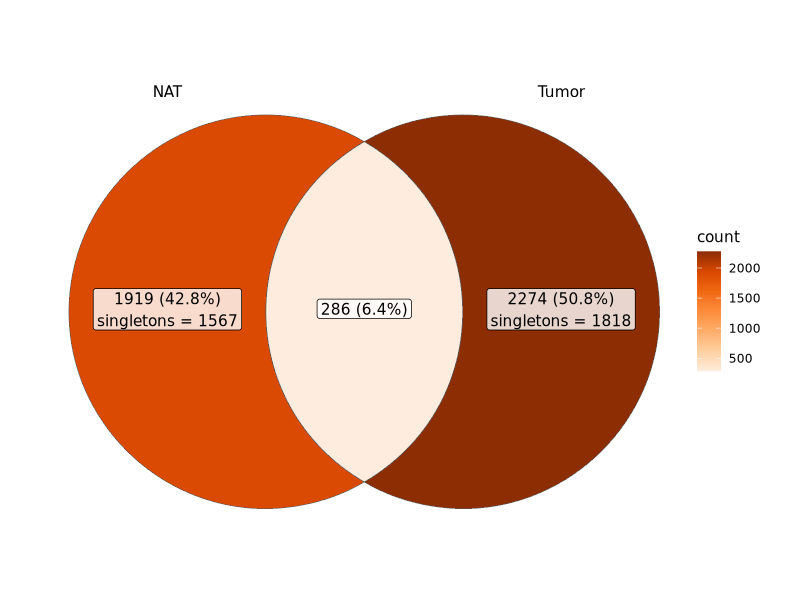 NAT
Tumor
1919 (42.8%)
singletons = 1567
286 (6.4%)
2274 (50.8%)
singletons = 1818
count
2000
1500
1000
500